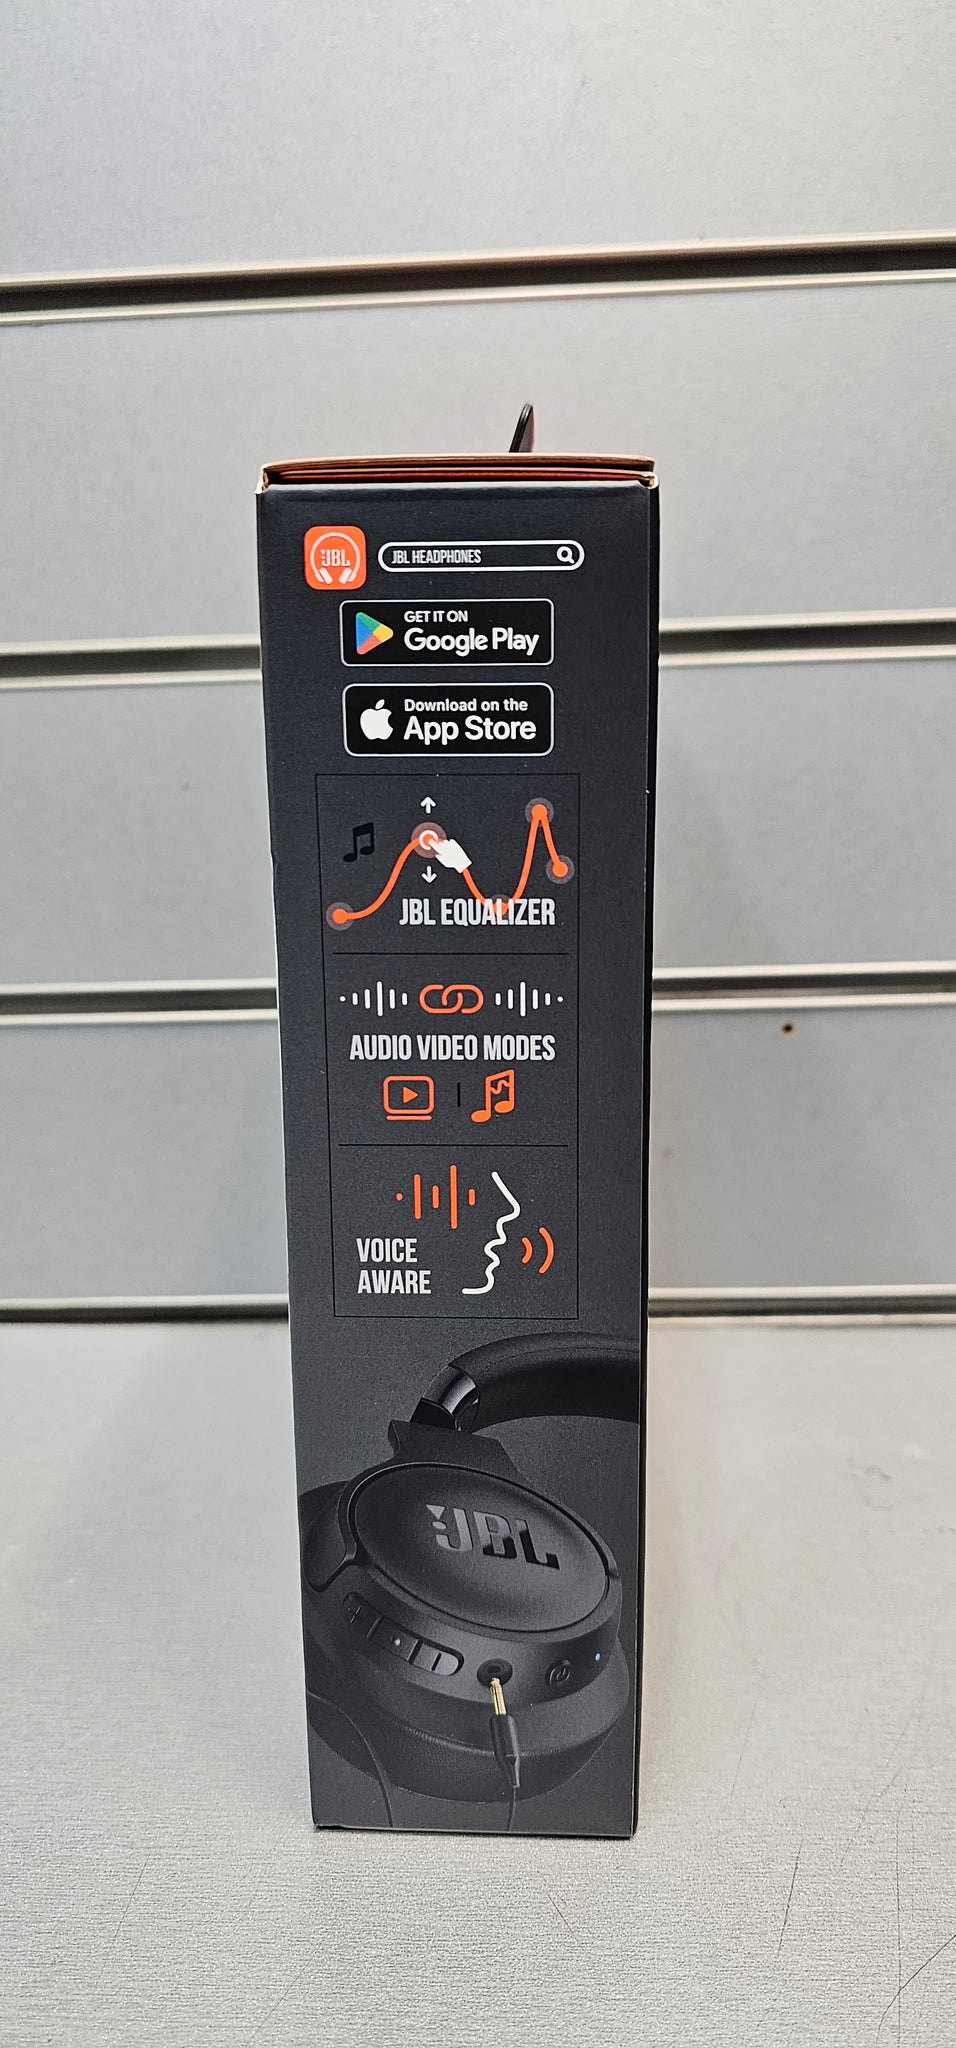 JBL
JBL HEADPHONES
GET IT ON
Google Play
Download on the
App Store
JBL EQUALIZER
AUDIO VIDEO MODES
VOICE
AWARE
JBL